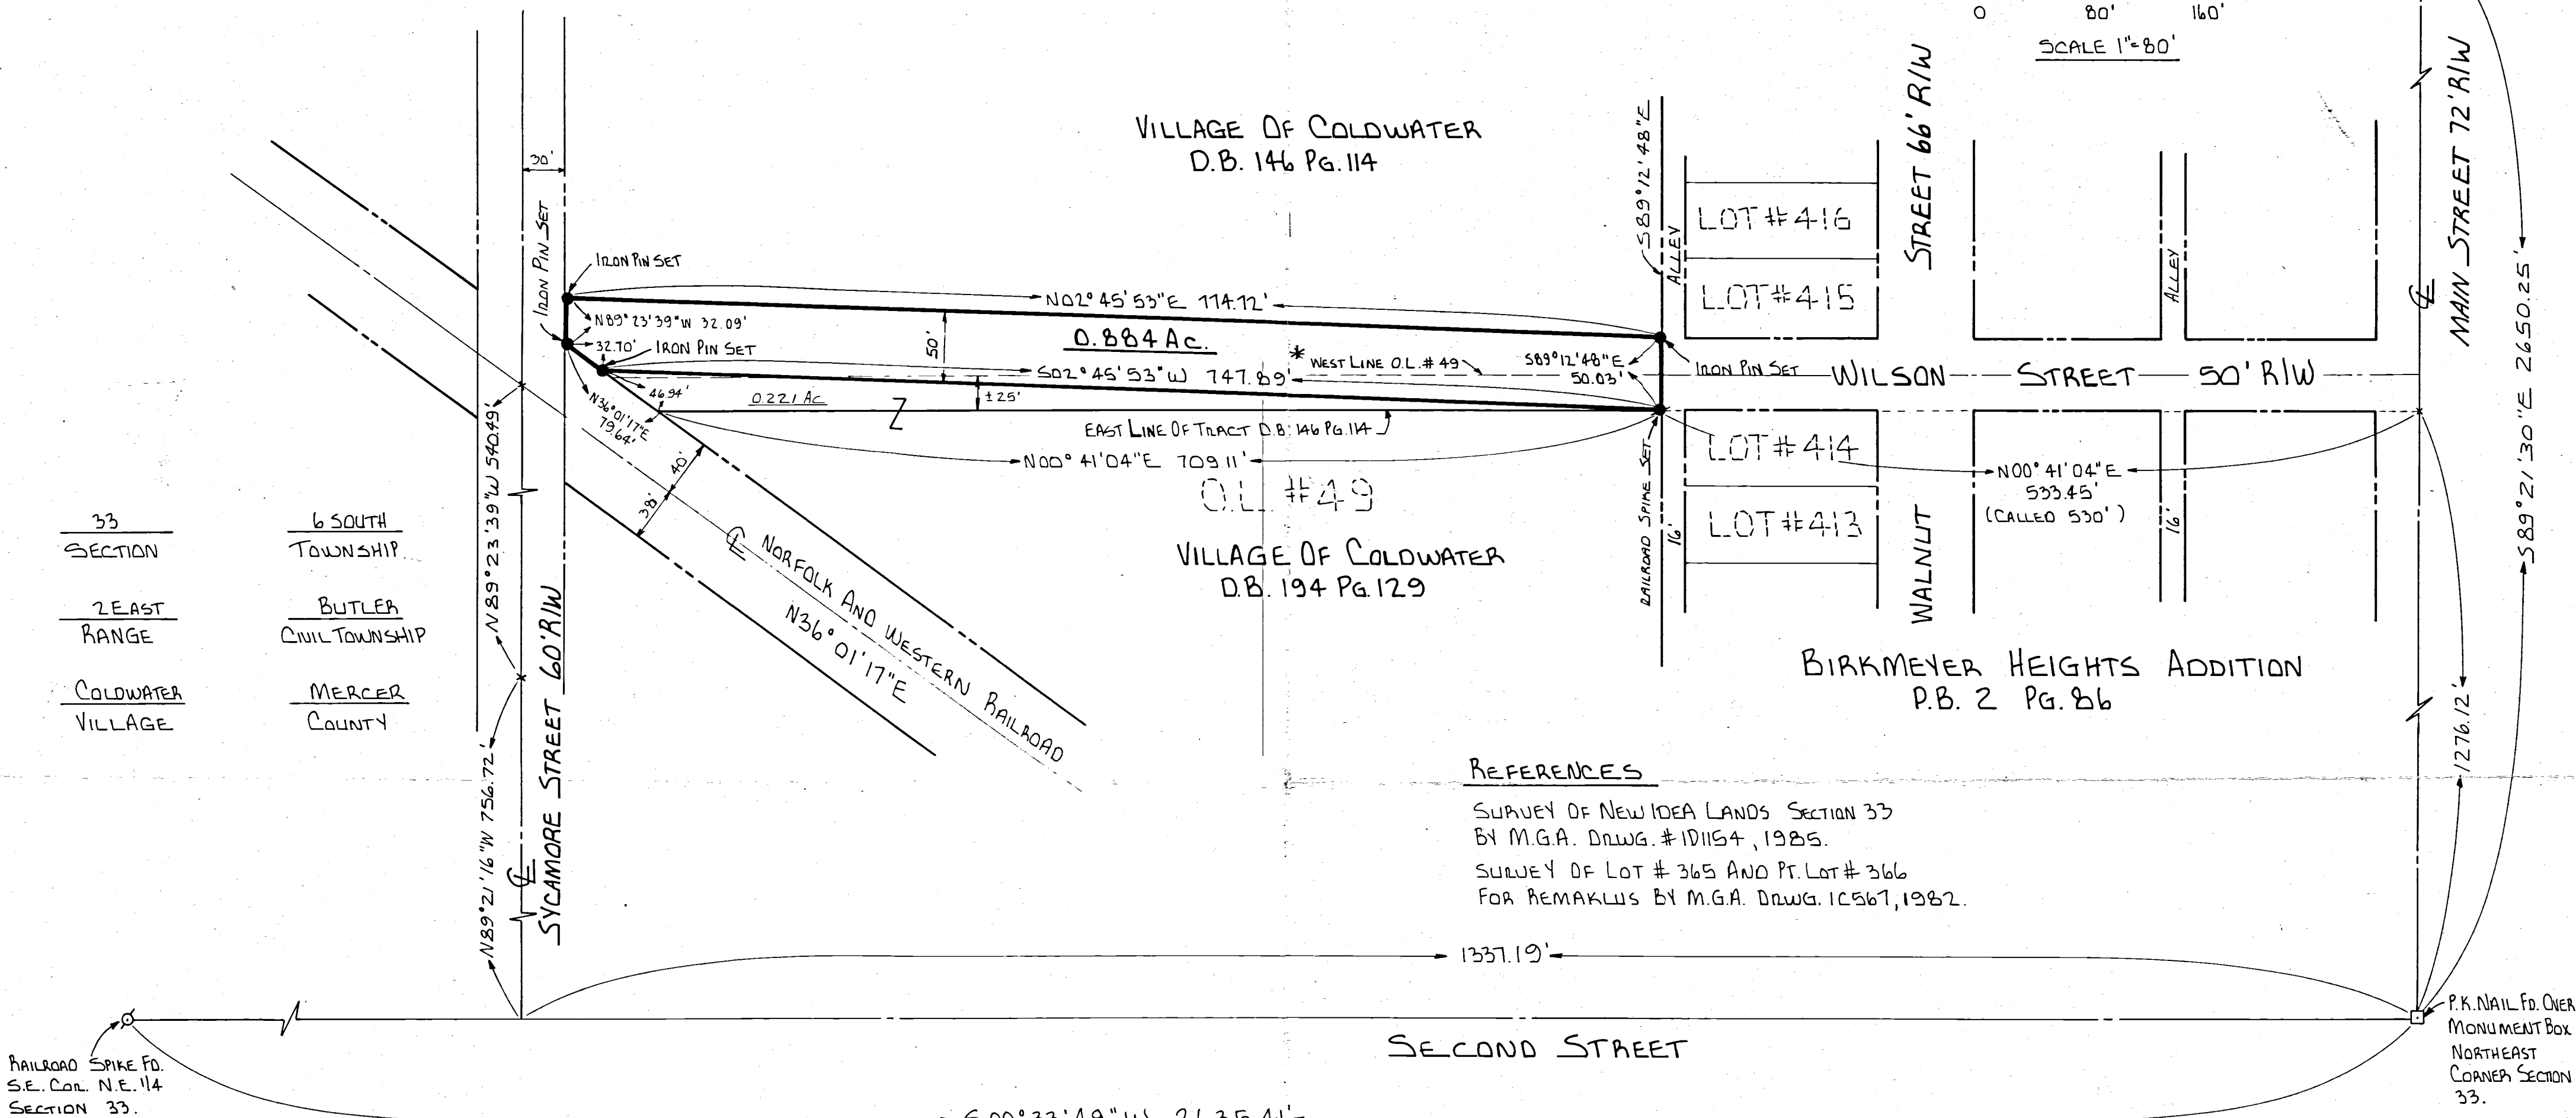 0 80' 160'
SCALE 1"=80'
VILLAGE OF COLDWATER
D.B. 146 PG. 114
30'
IRON PIN SET
IRON PIN SET
N89°23'39"W 32.09'
32.70'
IRON PIN SET
N02°45'53"E 774.72'
0.884 AC.
50'
* WEST LINE O.L. #49
S02°45'53"W 747.89'
S89°12'48"E
50.03'
S89°12'48"E
ALLEY
LOT #416
LOT #415
STREET 66' R/W
ALLEY
MAIN STREET 72' R/W
℄
S89°21'30"E 2650.25'
IRON PIN SET
WILSON STREET 50' R/W
46.94'
N36°01'17"E
79.64'
0.221 AC
Z
±25'
EAST LINE OF TRACT D.B. 146 PG. 114
N00°41'04"E 709.11'
O.L. #49
VILLAGE OF COLDWATER
D.B. 194 PG. 129
RAILROAD SPIKE SET
16'
LOT #414
LOT #413
WALNUT
N00°41'04"E
533.45'
(CALLED 530')
16'
40'
38'
℄ NORFOLK AND WESTERN RAILROAD
N36°01'17"E
33
SECTION
6 SOUTH
TOWNSHIP
2 EAST
RANGE
BUTLER
CIVIL TOWNSHIP
COLDWATER
VILLAGE
MERCER
COUNTY
N89°23'39"W 540.49'
N89°21'16"W 756.72'
℄
SYCAMORE STREET 60' R/W
BIRKMEYER HEIGHTS ADDITION
P.B. 2 PG. 86
1276.12'
REFERENCES
SURVEY OF NEW IDEA LANDS SECTION 33
BY M.G.A. DRWG. #1D1154, 1985.
SURVEY OF LOT # 365 AND PT. LOT # 366
FOR REMAKLUS BY M.G.A. DRWG. 1C567, 1982.
1337.19'
SECOND STREET
RAILROAD SPIKE FD.
S.E. COR. N.E. 1/4
SECTION 33.
P.K. NAIL FD. OVER
MONUMENT BOX
NORTHEAST
CORNER SECTION
33.
S00°33'49"W 2635.41'